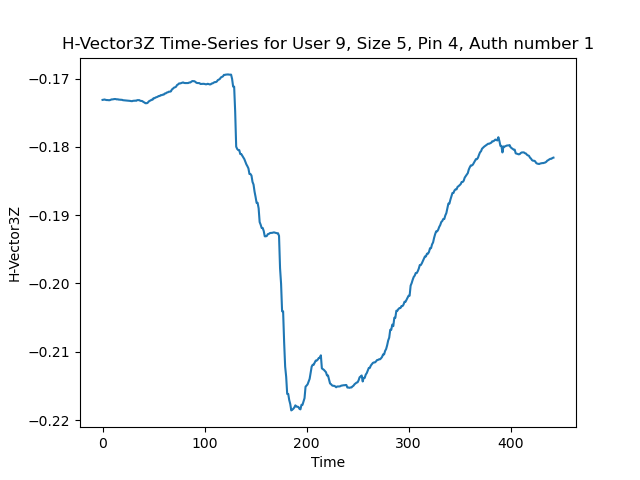 H-Vector3Z Time-Series for User 9, Size 5, Pin 4, Auth number 1
−0.17
−0.18
−0.19
−0.20
−0.21
−0.22
H-Vector3Z
0 100 200 300 400
Time